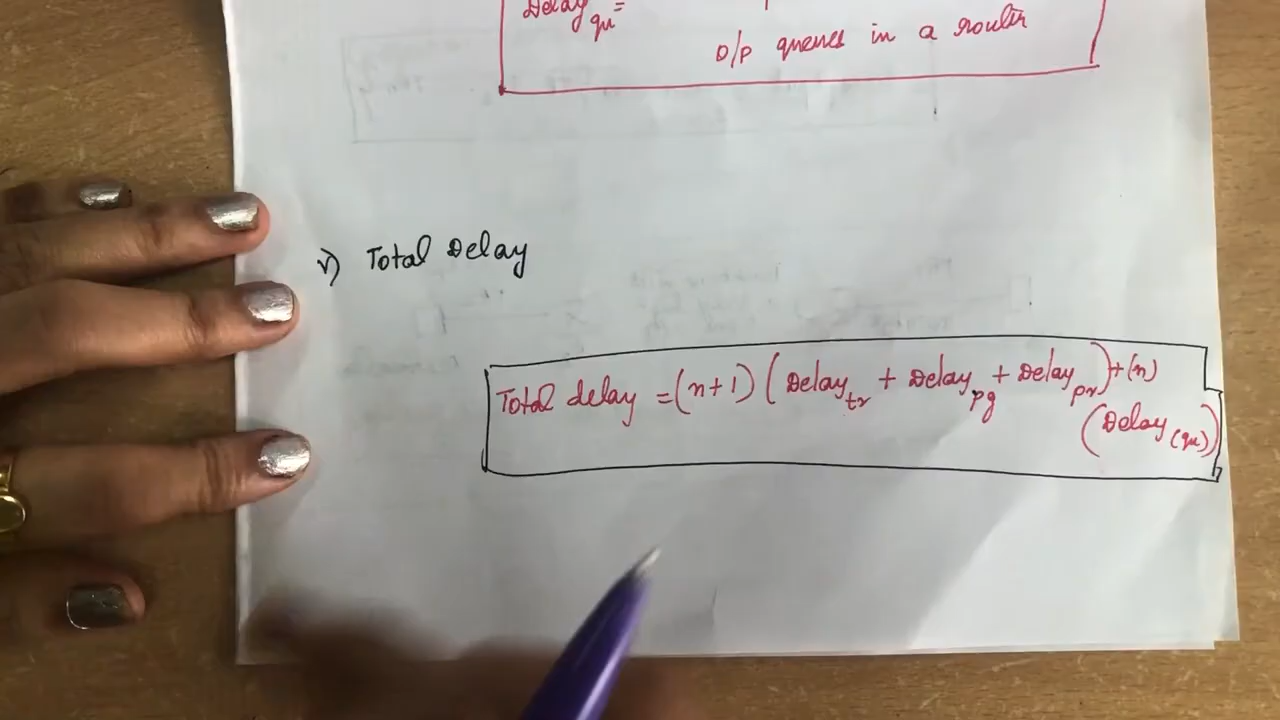 Delay qu =
O/P queues in a router
v) Total Delay
Total delay = (n+1) (Delay tr + Delay pg + Delay pr) + (n)
(Delay (qu))